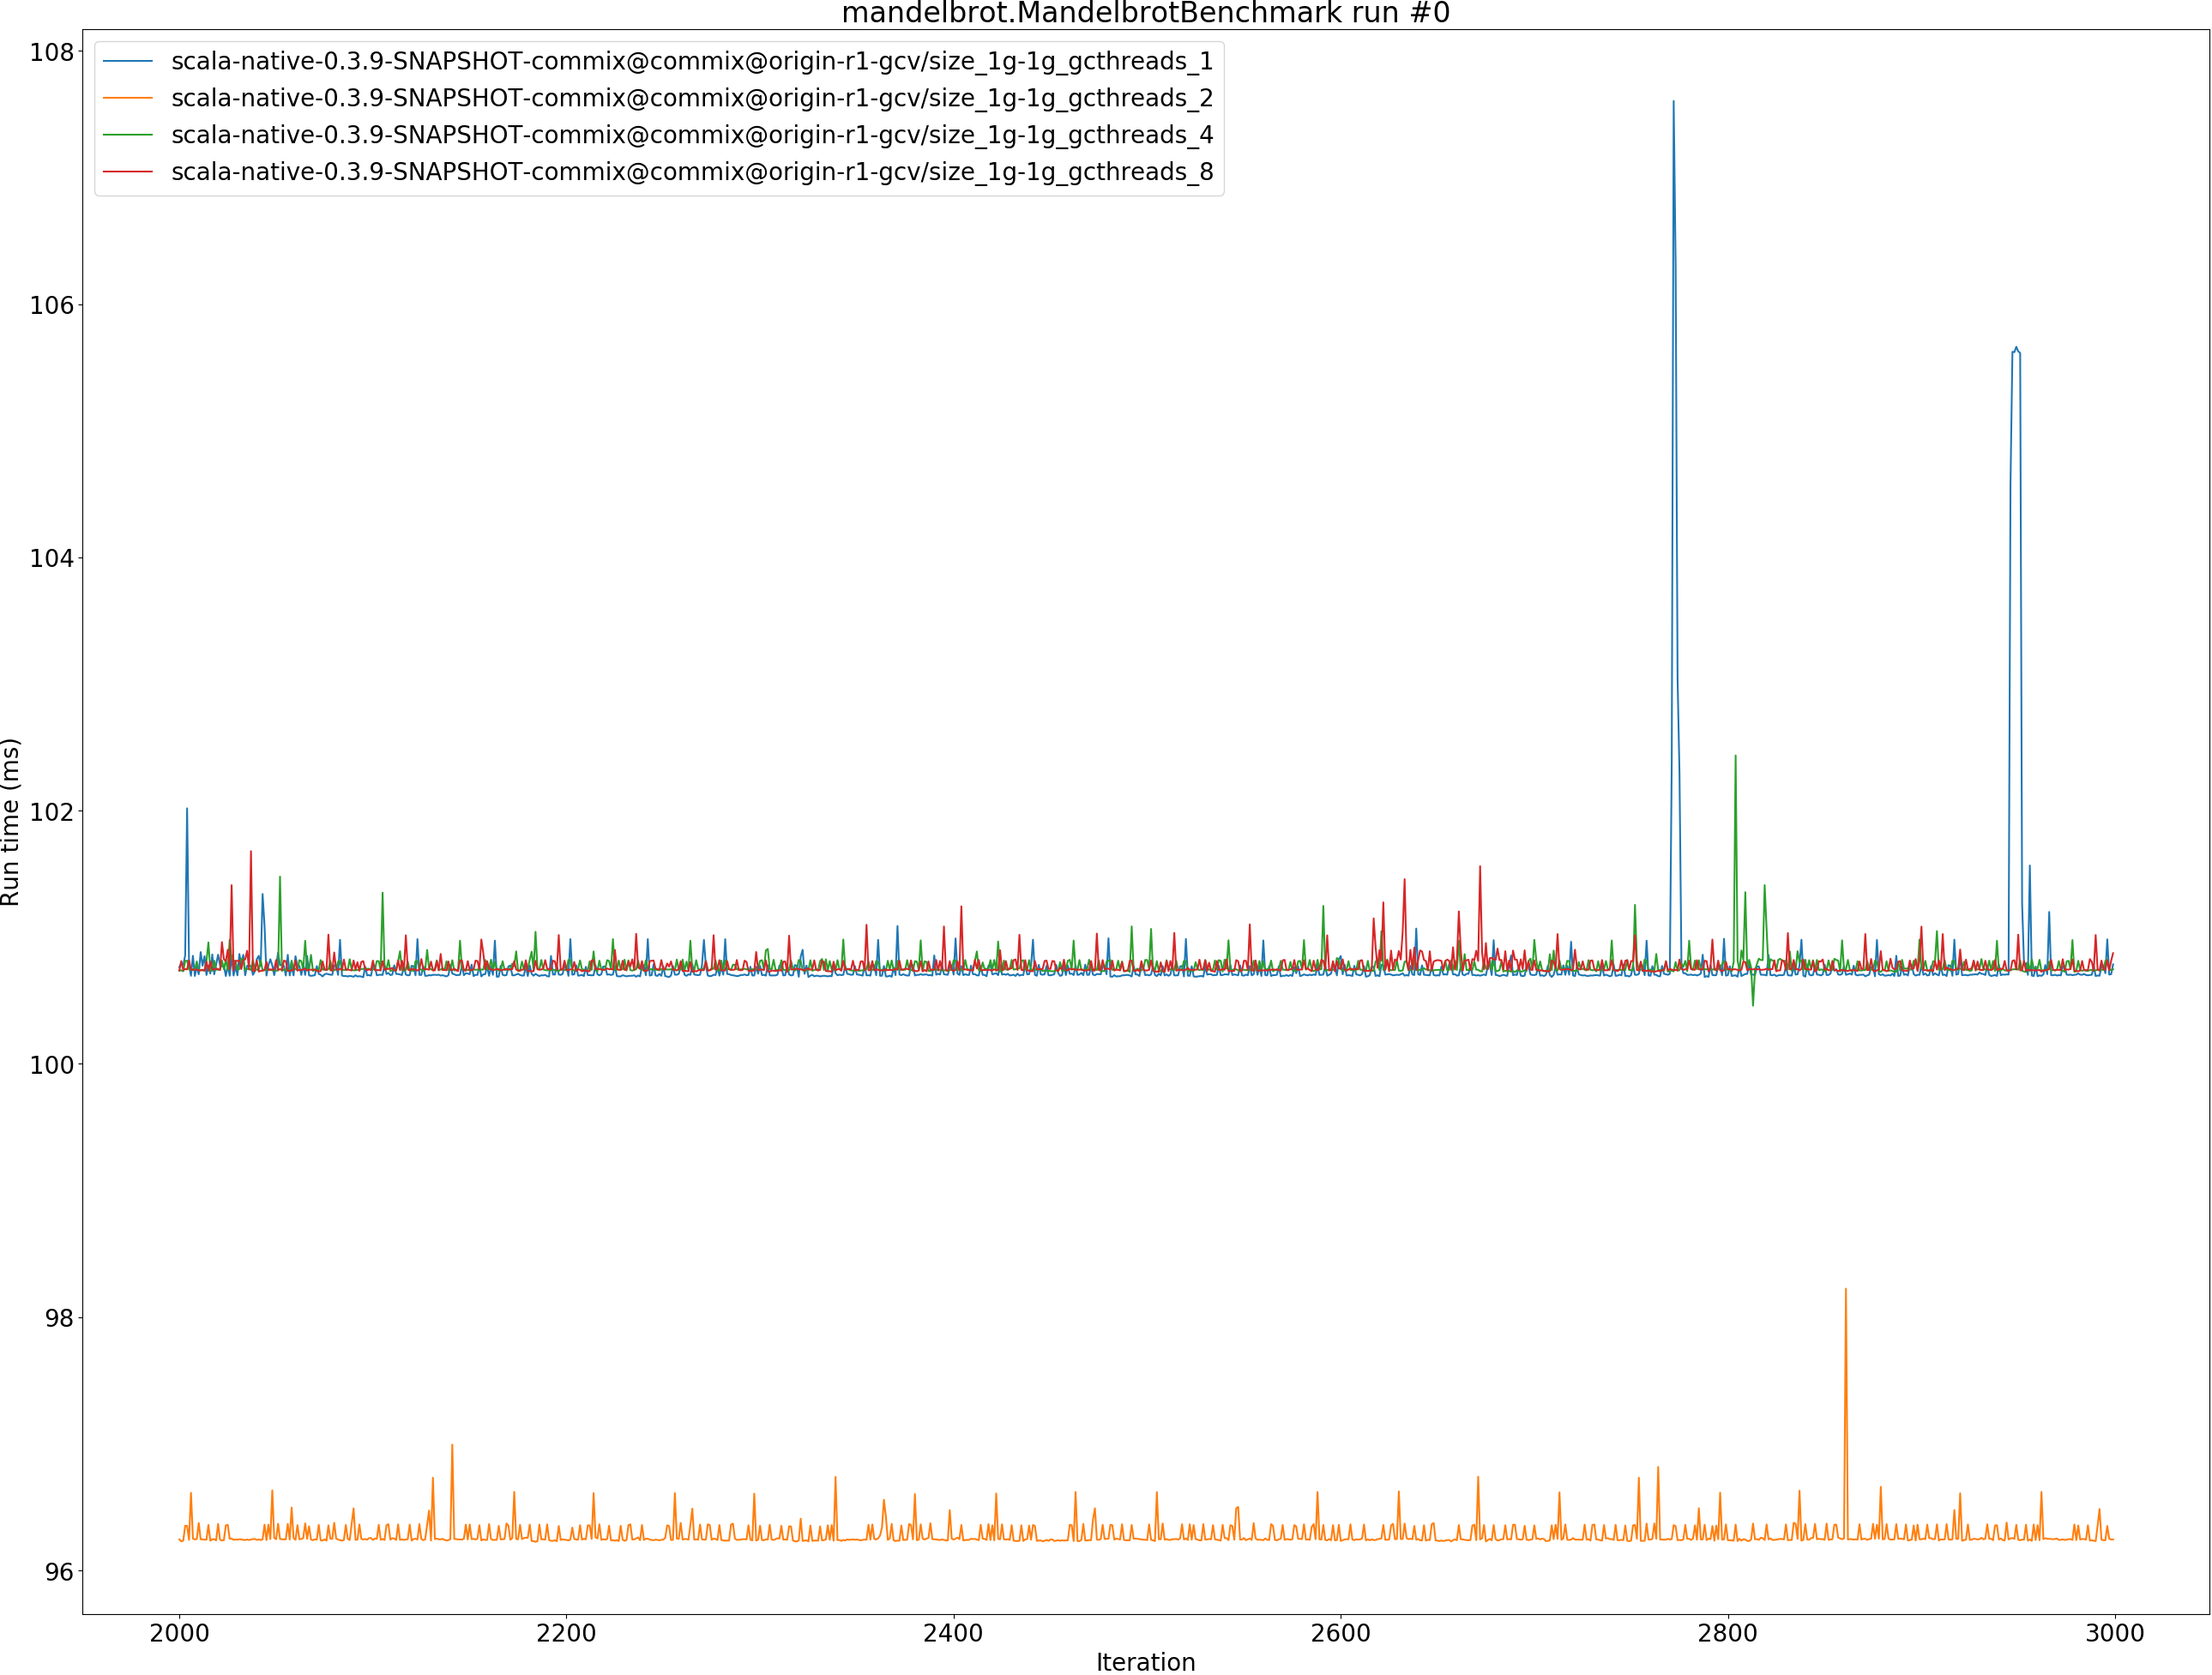 mandelbrot.MandelbrotBenchmark run #0
scala-native-0.3.9-SNAPSHOT-commix@commix@origin-r1-gcv/size_1g-1g_gcthreads_1
scala-native-0.3.9-SNAPSHOT-commix@commix@origin-r1-gcv/size_1g-1g_gcthreads_2
scala-native-0.3.9-SNAPSHOT-commix@commix@origin-r1-gcv/size_1g-1g_gcthreads_4
scala-native-0.3.9-SNAPSHOT-commix@commix@origin-r1-gcv/size_1g-1g_gcthreads_8
108
106
104
102
100
98
96
Run time (ms)
2000 2200 2400 2600 2800 3000
Iteration